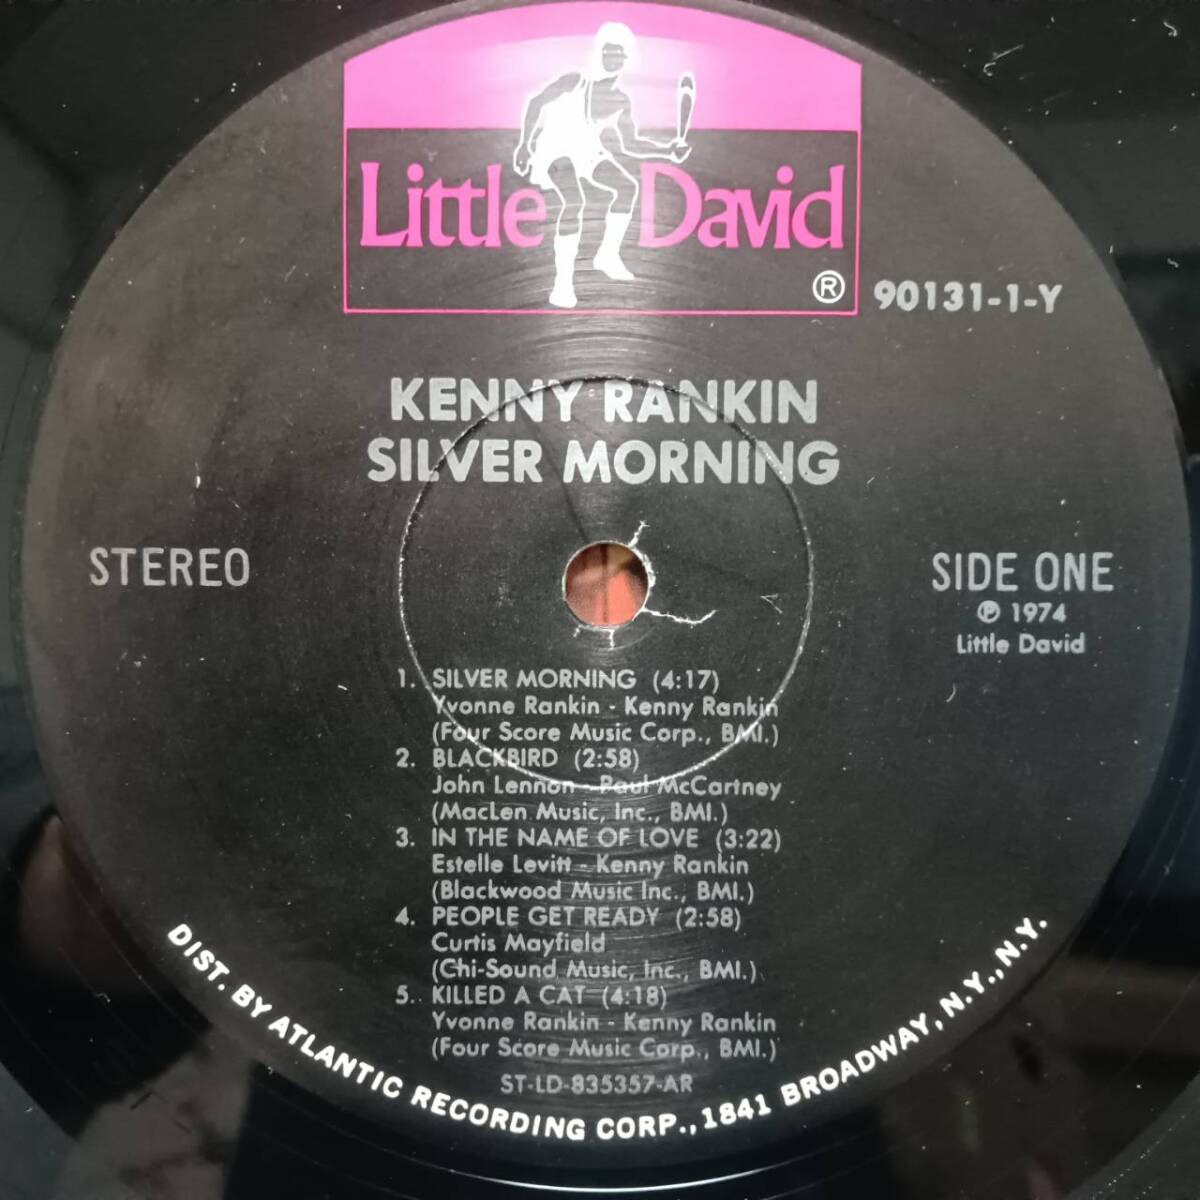 Little David
®
90131-1-Y
KENNY RANKIN
SILVER MORNING
STEREO
SIDE ONE
℗ 1974
Little David
1. SILVER MORNING (4:17)
Yvonne Rankin - Kenny Rankin
(Four Score Music Corp., BMI.)
2. BLACKBIRD (2:58)
John Lennon - Paul McCartney
(MacLen Music, Inc., BMI.)
3. IN THE NAME OF LOVE (3:22)
Estelle Levitt - Kenny Rankin
(Blackwood Music Inc., BMI.)
4. PEOPLE GET READY (2:58)
Curtis Mayfield
(Chi-Sound Music, Inc., BMI.)
5. KILLED A CAT (4:18)
Yvonne Rankin - Kenny Rankin
(Four Score Music Corp., BMI.)
ST-LD-835357-AR
DIST. BY ATLANTIC RECORDING CORP., 1841 BROADWAY, N.Y., N.Y.